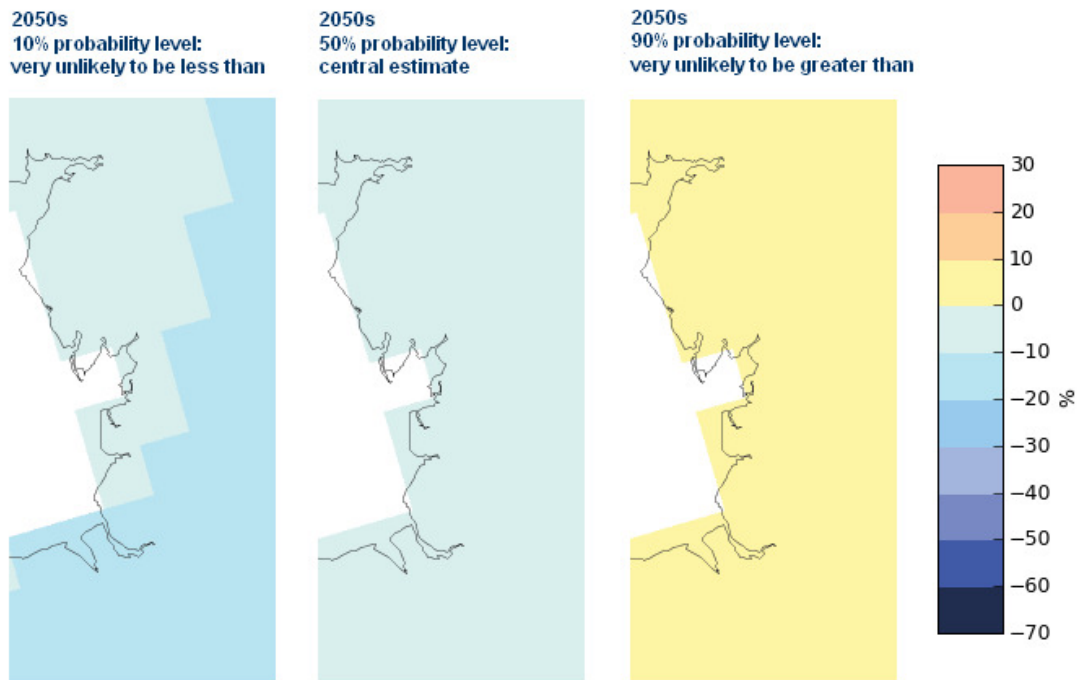 2050s
10% probability level:
very unlikely to be less than
2050s
50% probability level:
central estimate
2050s
90% probability level:
very unlikely to be greater than
30
20
10
0
−10
−20
−30
−40
−50
−60
−70
%